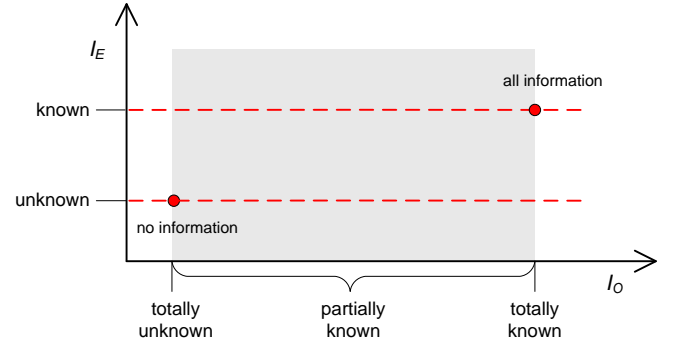 I_E
all information
known
unknown
no information
I_O
totally unknown
partially known
totally known